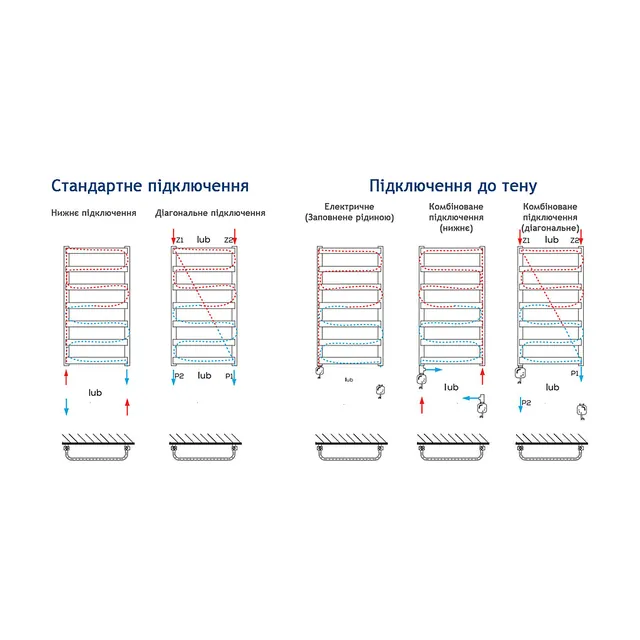 Стандартне підключення
Підключення до тену
Нижнє підключення
Діагональне підключення
Електричне
(Заповнене рідиною)
Комбіноване
підключення
(нижнє)
Комбіноване
підключення
(діагональне)
Z1 lub Z2
Z1 lub Z2
P2 lub P1
lub
lub
lub
lub
P1
P2